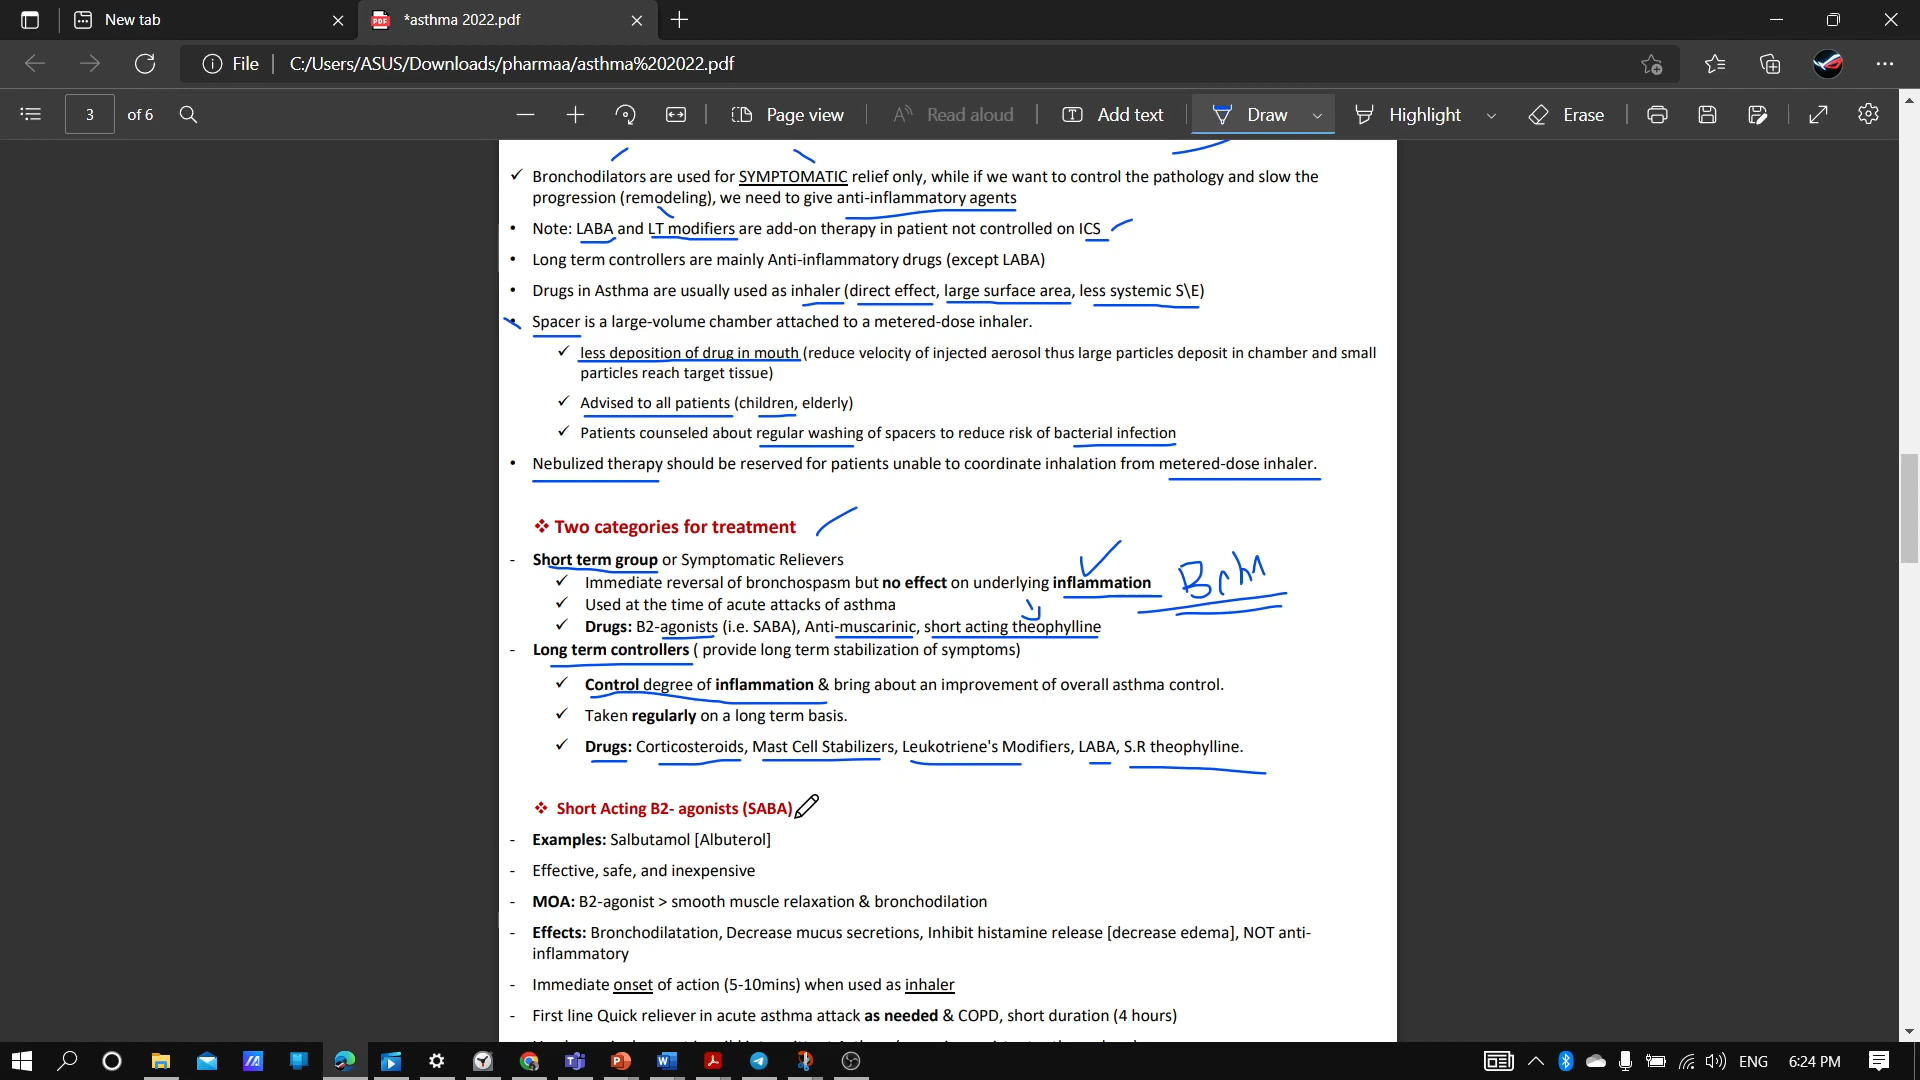 New tab
*asthma 2022.pdf
File
C:/Users/ASUS/Downloads/pharmaa/asthma%202022.pdf
3 of 6
Page view
Read aloud
Add text
Draw
Highlight
Erase
✓ Bronchodilators are used for SYMPTOMATIC relief only, while if we want to control the pathology and slow the
progression (remodeling), we need to give anti-inflammatory agents
• Note: LABA and LT modifiers are add-on therapy in patient not controlled on ICS
• Long term controllers are mainly Anti-inflammatory drugs (except LABA)
• Drugs in Asthma are usually used as inhaler (direct effect, large surface area, less systemic S\E)
• Spacer is a large-volume chamber attached to a metered-dose inhaler.
✓ less deposition of drug in mouth (reduce velocity of injected aerosol thus large particles deposit in chamber and small
particles reach target tissue)
✓ Advised to all patients (children, elderly)
✓ Patients counseled about regular washing of spacers to reduce risk of bacterial infection
• Nebulized therapy should be reserved for patients unable to coordinate inhalation from metered-dose inhaler.
❖ Two categories for treatment
- Short term group or Symptomatic Relievers
✓ Immediate reversal of bronchospasm but no effect on underlying inflammation
✓ Used at the time of acute attacks of asthma
✓ Drugs: B2-agonists (i.e. SABA), Anti-muscarinic, short acting theophylline
- Long term controllers ( provide long term stabilization of symptoms)
✓ Control degree of inflammation & bring about an improvement of overall asthma control.
✓ Taken regularly on a long term basis.
✓ Drugs: Corticosteroids, Mast Cell Stabilizers, Leukotriene's Modifiers, LABA, S.R theophylline.
❖ Short Acting B2- agonists (SABA)
- Examples: Salbutamol [Albuterol]
- Effective, safe, and inexpensive
- MOA: B2-agonist > smooth muscle relaxation & bronchodilation
- Effects: Bronchodilatation, Decrease mucus secretions, Inhibit histamine release [decrease edema], NOT anti-
inflammatory
- Immediate onset of action (5-10mins) when used as inhaler
- First line Quick reliever in acute asthma attack as needed & COPD, short duration (4 hours)
ENG
6:24 PM